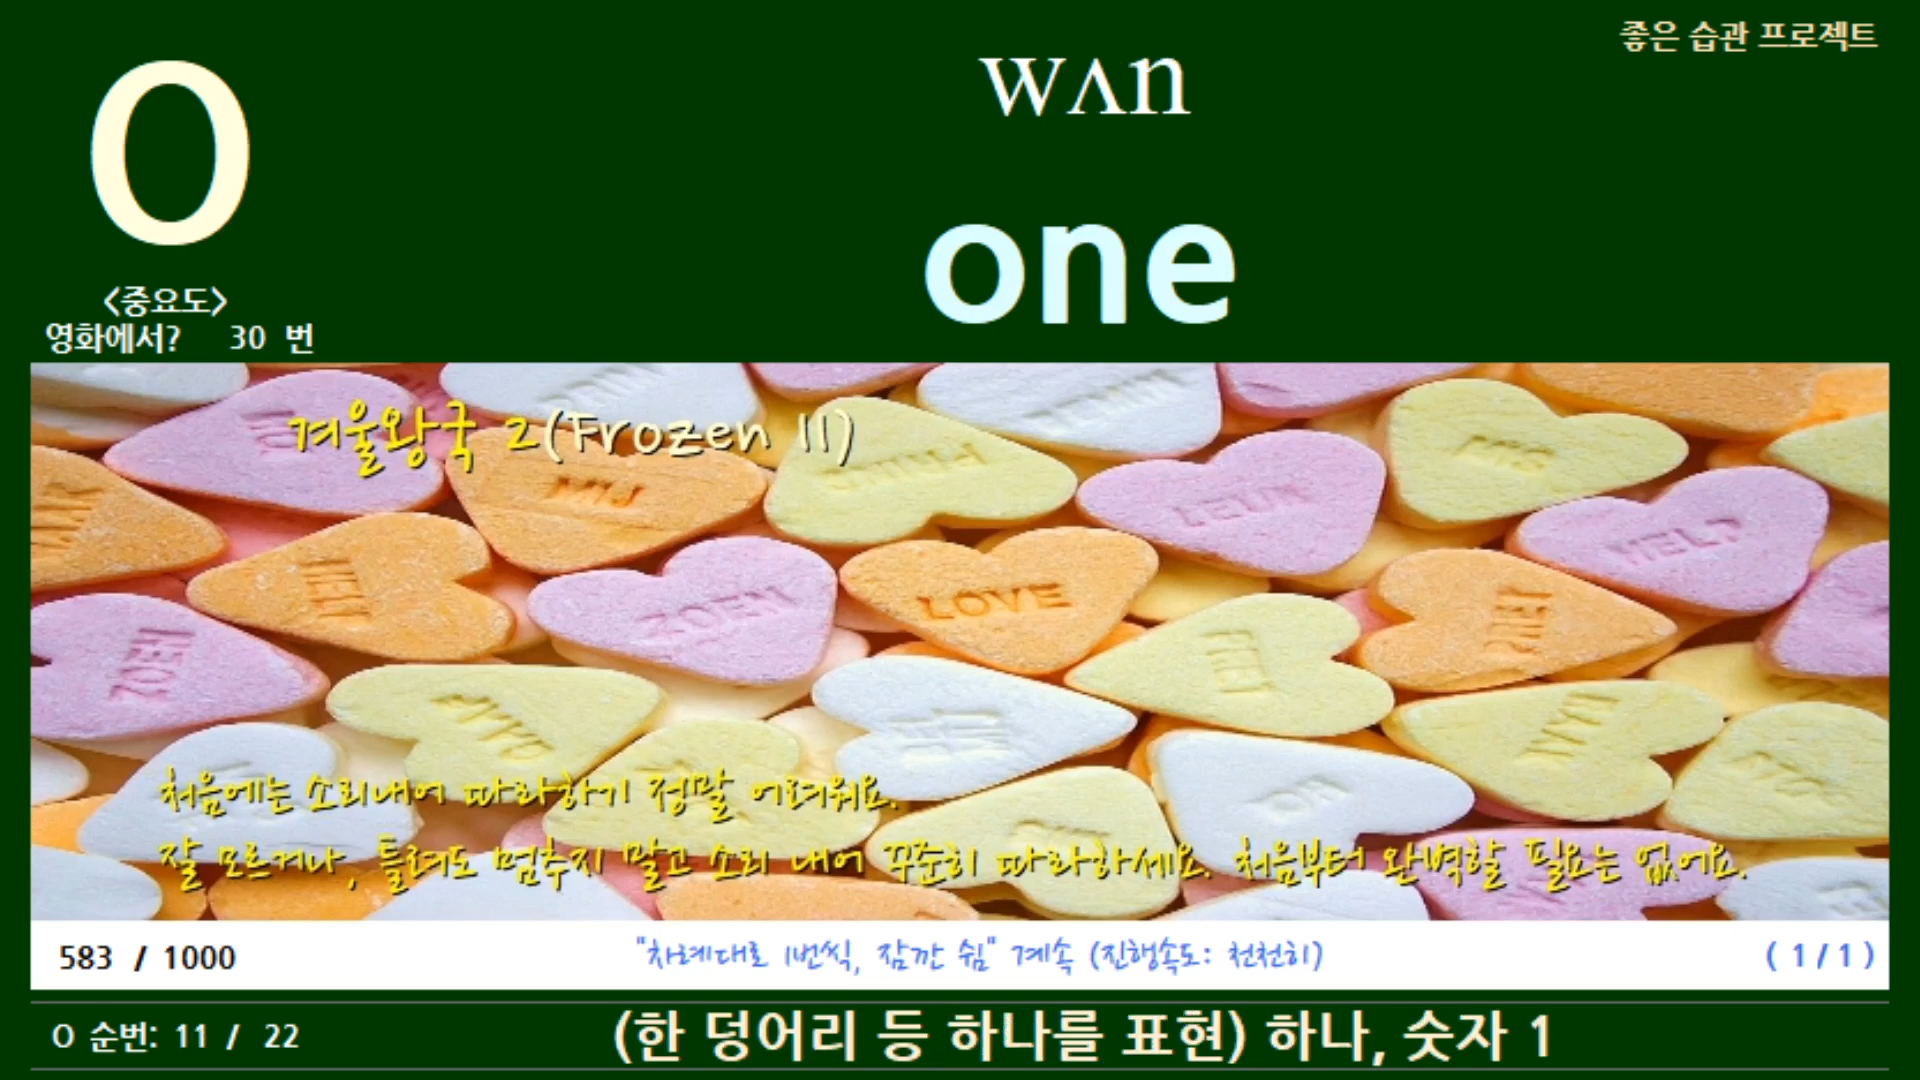 좋은 습관 프로젝트
O
wʌn
one
<중요도>
영화에서? 30 번
겨울왕국 2(Frozen II)
MIJ
LEUK
HELP
ZOEN
LOVE
처음에는 소리내어 따라하기 정말 어려워요.
잘 모르거나, 틀려도 멈추지 말고 소리 내어 꾸준히 따라하세요. 처음부터 완벽할 필요는 없어요.
583 / 1000
"차례대로 1번씩, 잠깐 쉼" 계속 (진행속도: 천천히)
( 1 / 1 )
O 순번: 11 / 22
(한 덩어리 등 하나를 표현) 하나, 숫자 1